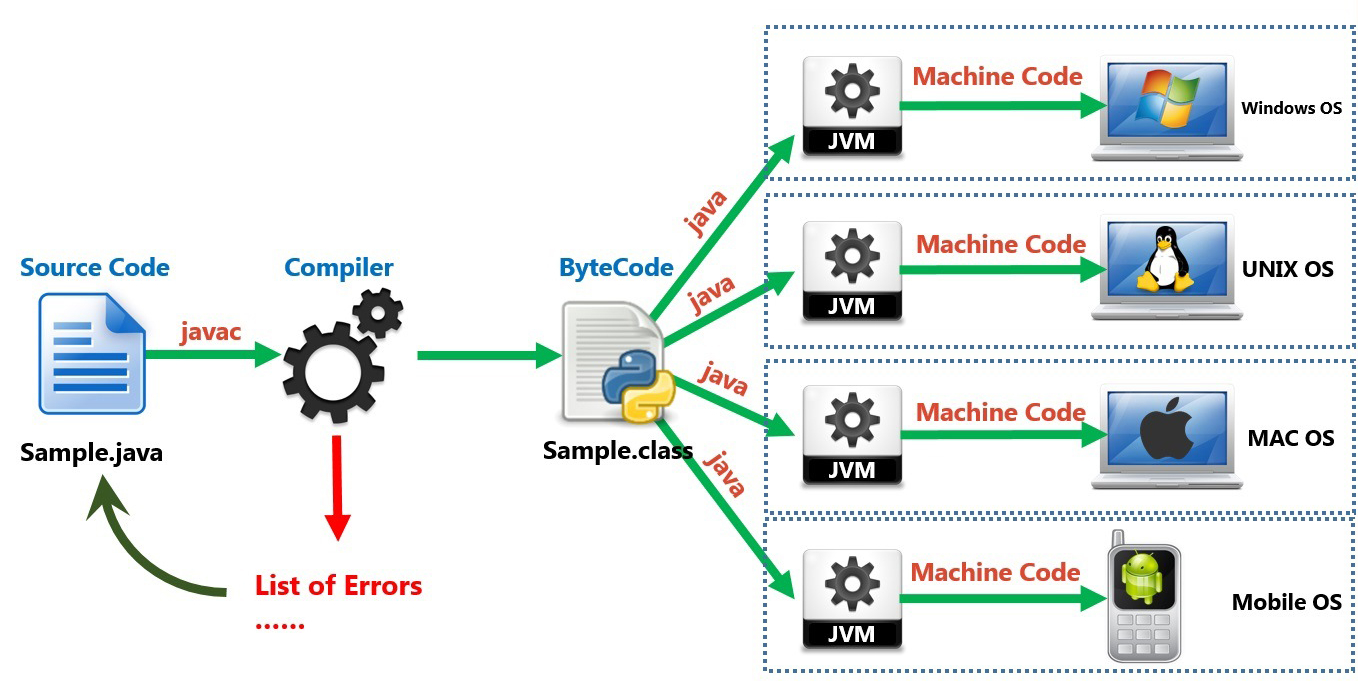 Source Code
javac
Sample.java
Compiler
List of Errors
......
ByteCode
Sample.class
java
java
java
java
JVM
Machine Code
Windows OS
JVM
Machine Code
UNIX OS
JVM
Machine Code
MAC OS
JVM
Machine Code
Mobile OS